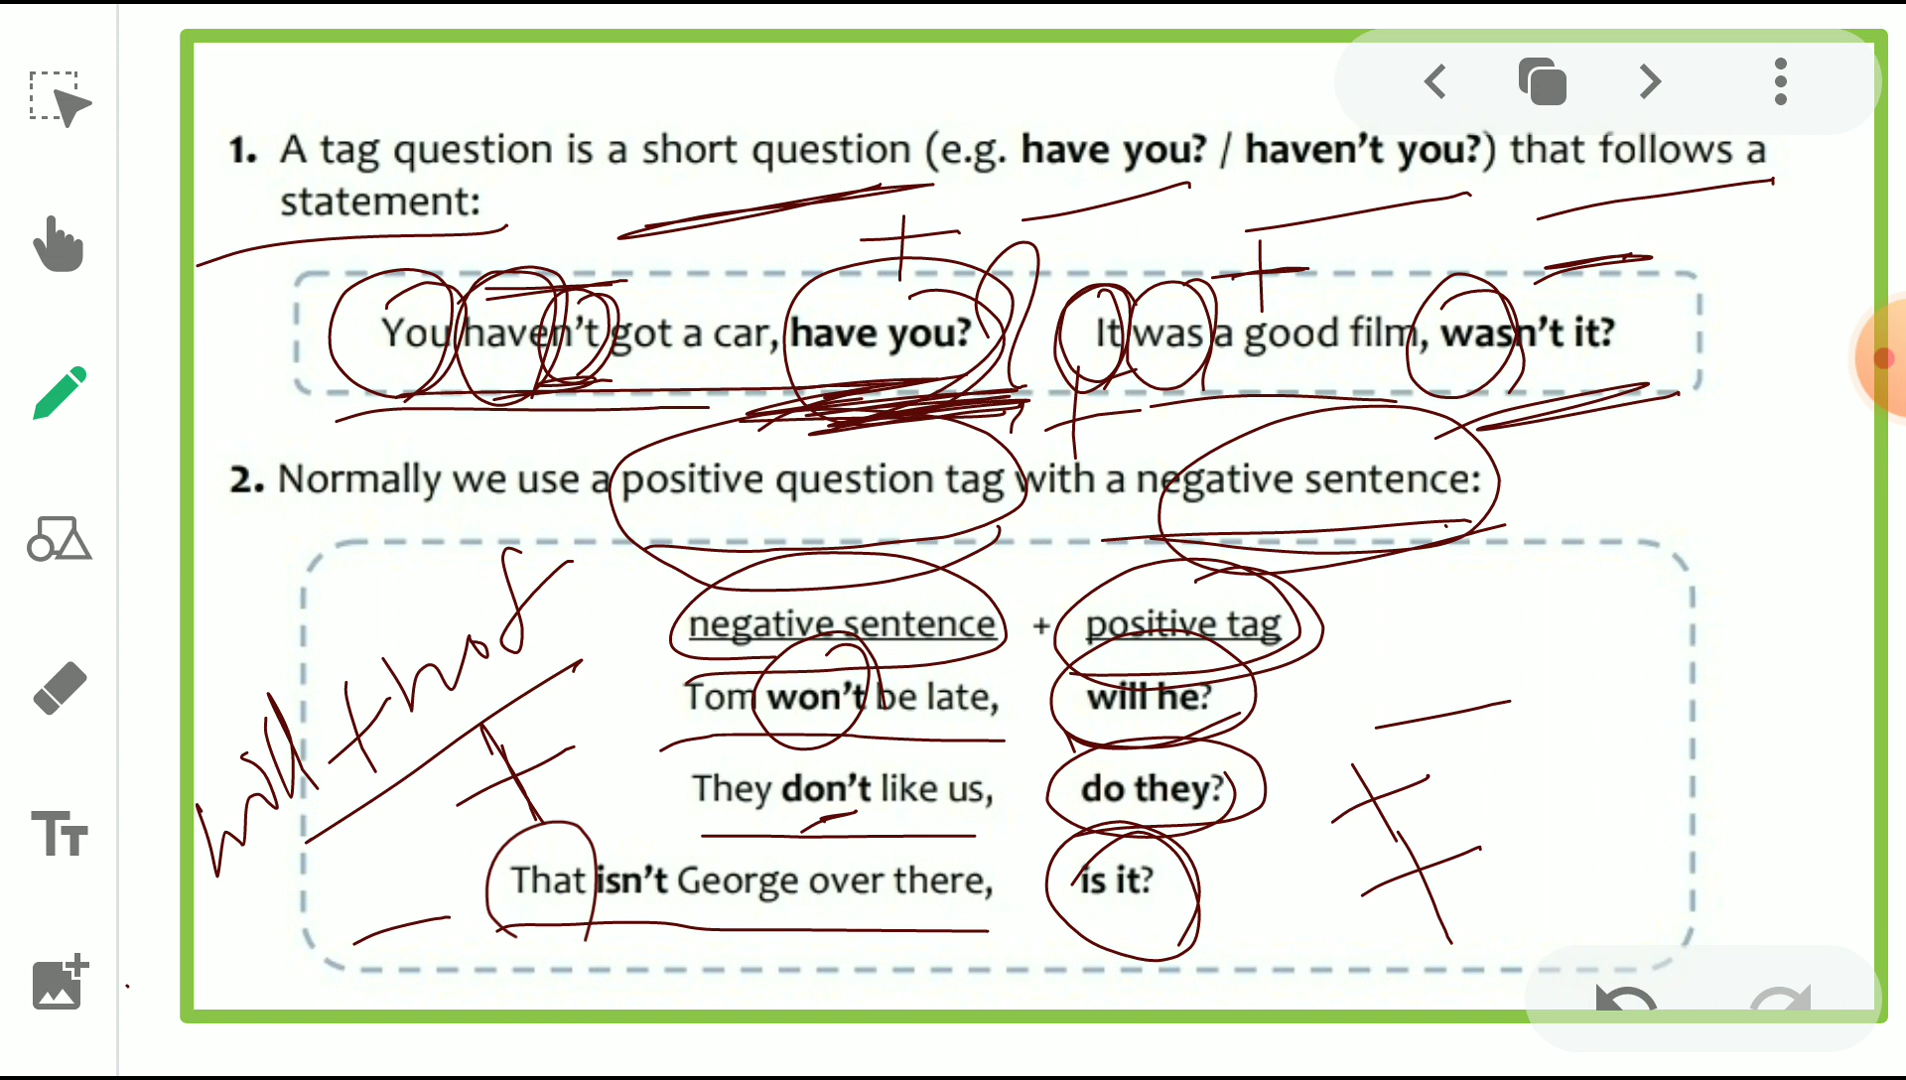 1. A tag question is a short question (e.g. have you? / haven't you?) that follows a
statement:
You haven't got a car, have you? It was a good film, wasn't it?
2. Normally we use a positive question tag with a negative sentence:
negative sentence + positive tag
Tom won't be late, will he?
They don't like us, do they?
That isn't George over there, is it?
Tт